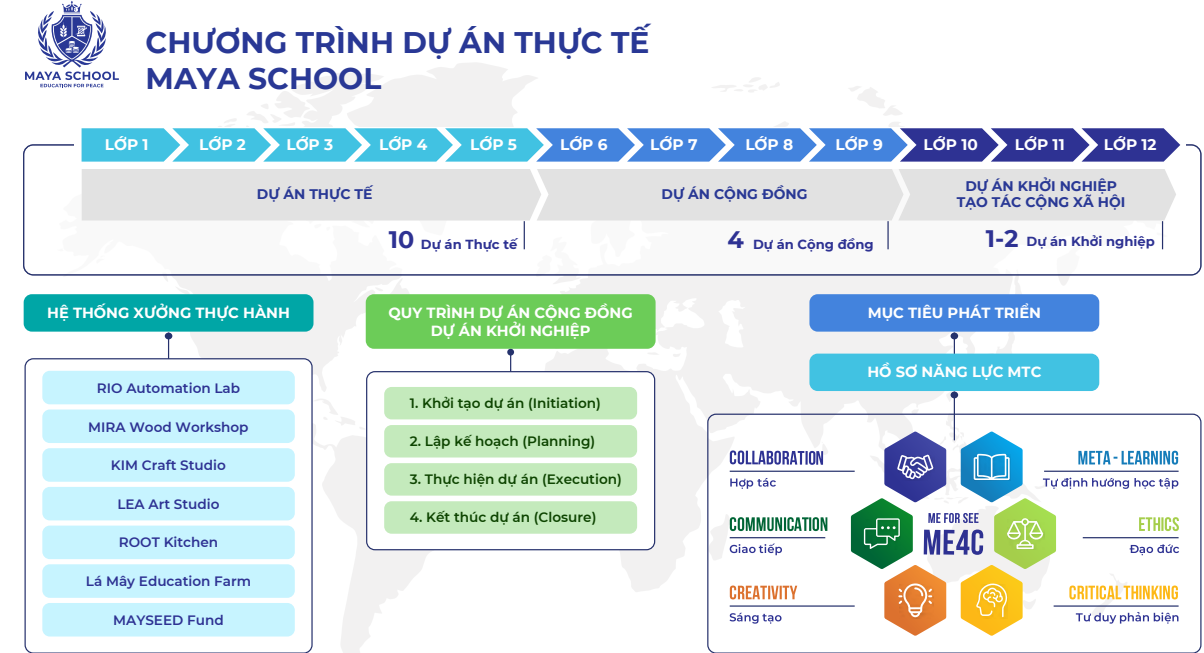 MAYA SCHOOL
EDUCATION FOR PEACE
CHƯƠNG TRÌNH DỰ ÁN THỰC TẾ
MAYA SCHOOL
LỚP 1
LỚP 2
LỚP 3
LỚP 4
LỚP 5
LỚP 6
LỚP 7
LỚP 8
LỚP 9
LỚP 10
LỚP 11
LỚP 12
DỰ ÁN THỰC TẾ
DỰ ÁN CỘNG ĐỒNG
DỰ ÁN KHỞI NGHIỆP
TẠO TÁC CỘNG XÃ HỘI
10 Dự án Thực tế
4 Dự án Cộng đồng
1-2 Dự án Khởi nghiệp
HỆ THỐNG XƯỞNG THỰC HÀNH
RIO Automation Lab
MIRA Wood Workshop
KIM Craft Studio
LEA Art Studio
ROOT Kitchen
Lá Mây Education Farm
MAYSEED Fund
QUY TRÌNH DỰ ÁN CỘNG ĐỒNG
DỰ ÁN KHỞI NGHIỆP
1. Khởi tạo dự án (Initiation)
2. Lập kế hoạch (Planning)
3. Thực hiện dự án (Execution)
4. Kết thúc dự án (Closure)
MỤC TIÊU PHÁT TRIỂN
HỒ SƠ NĂNG LỰC MTC
COLLABORATION
Hợp tác
META - LEARNING
Tự định hướng học tập
COMMUNICATION
Giao tiếp
ME FOR SEE
ME4C
ETHICS
Đạo đức
CREATIVITY
Sáng tạo
CRITICAL THINKING
Tư duy phản biện